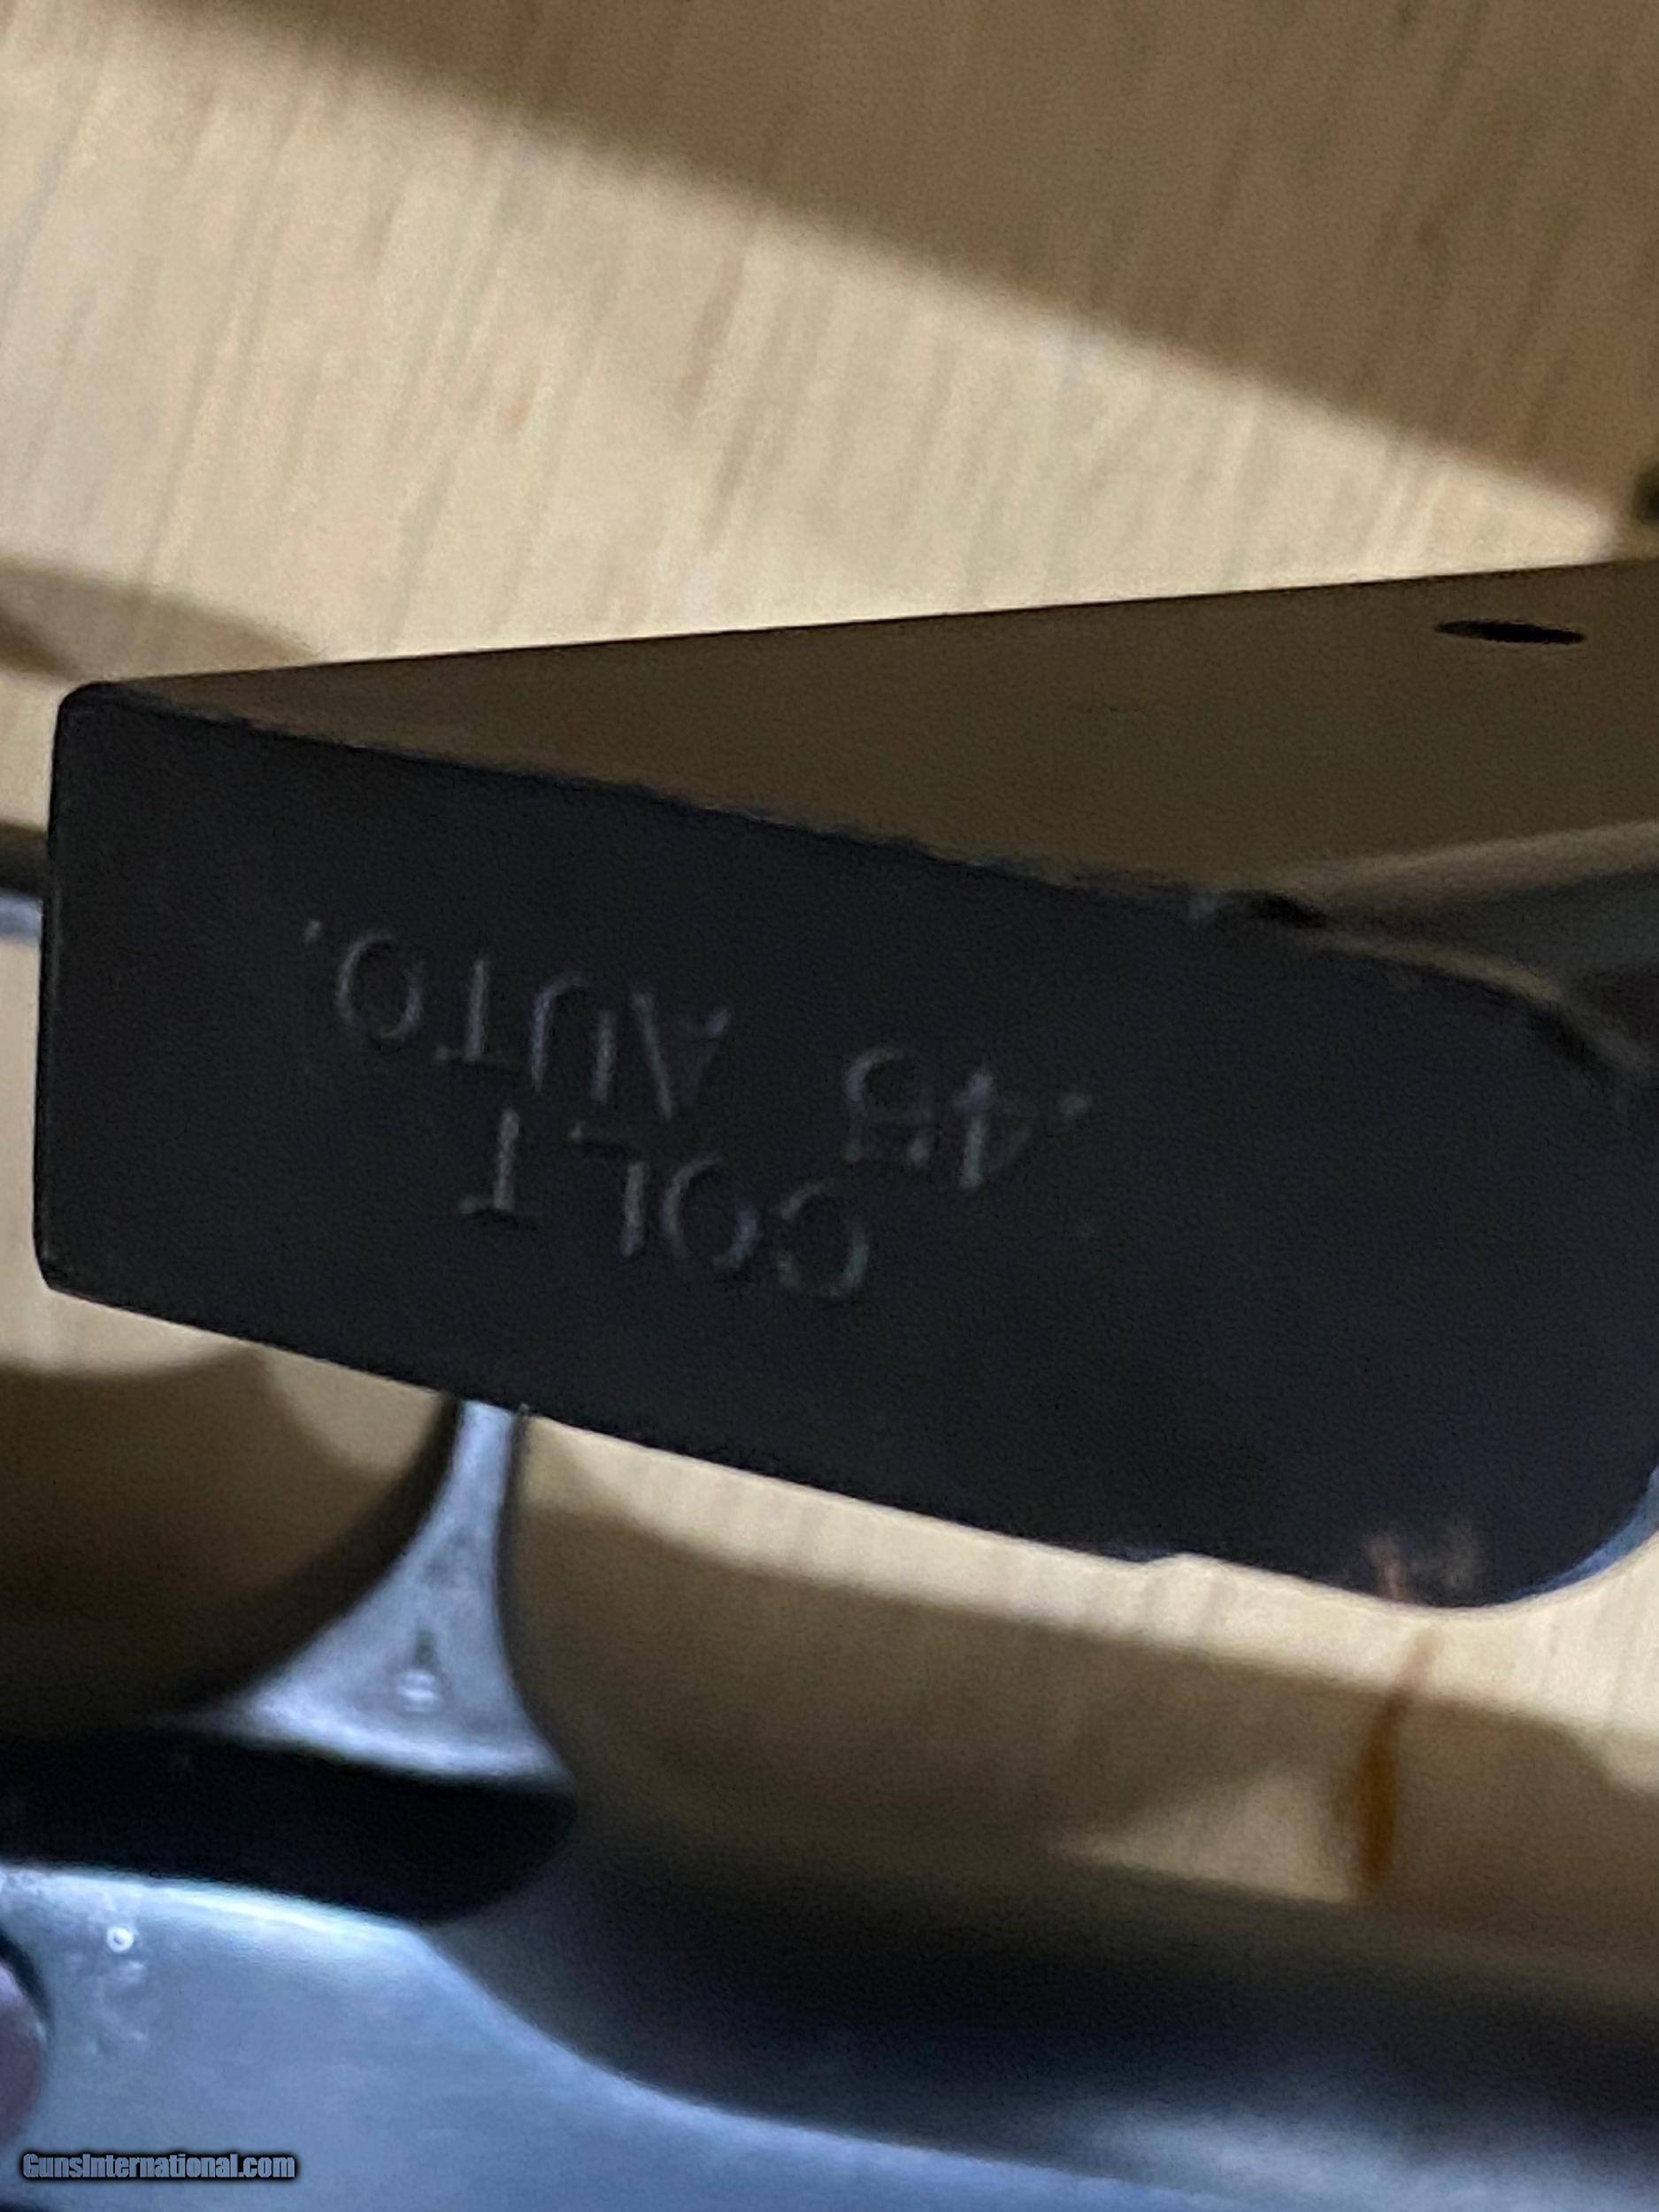 COLT
.45 AUTO.
GunsInternational.com